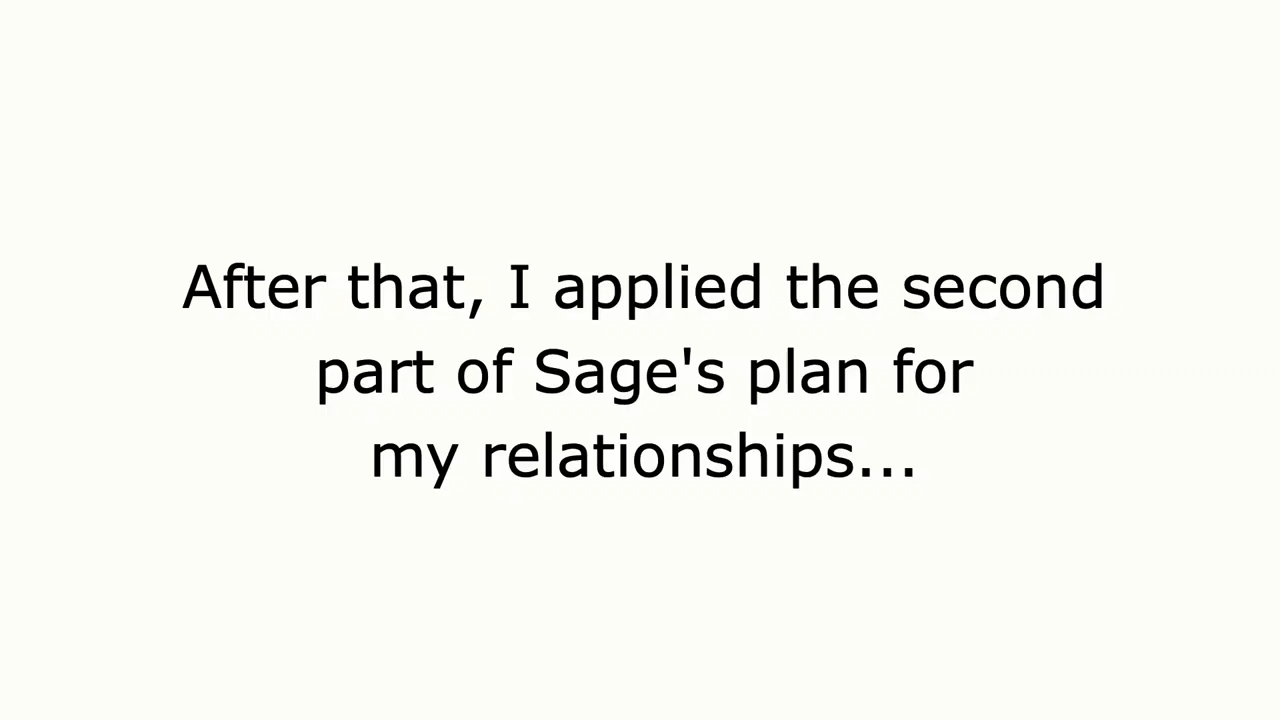 After that, I applied the second
part of Sage's plan for
my relationships...